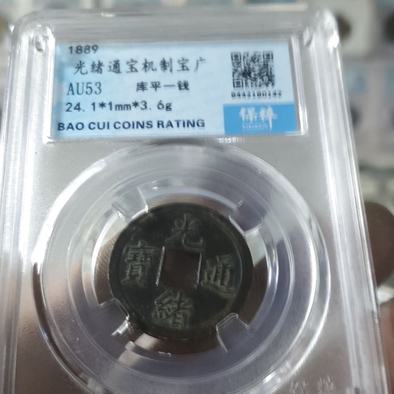 1889
光绪通宝机制宝广
AU53 库平一钱
24.1*1mm*3.6g
BAO CUI COINS RATING
保粹
0442180142
光緒通寶